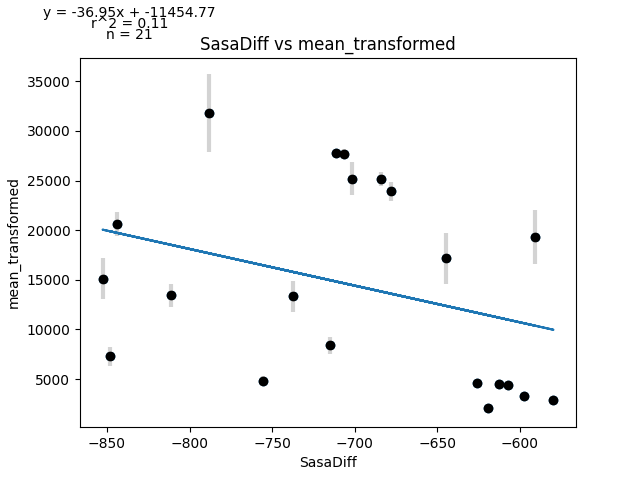 y = -36.95x + -11454.77
r^2 = 0.11
n = 21
SasaDiff vs mean_transformed
35000
30000
25000
20000
15000
10000
5000
mean_transformed
−850 −800 −750 −700 −650 −600
SasaDiff